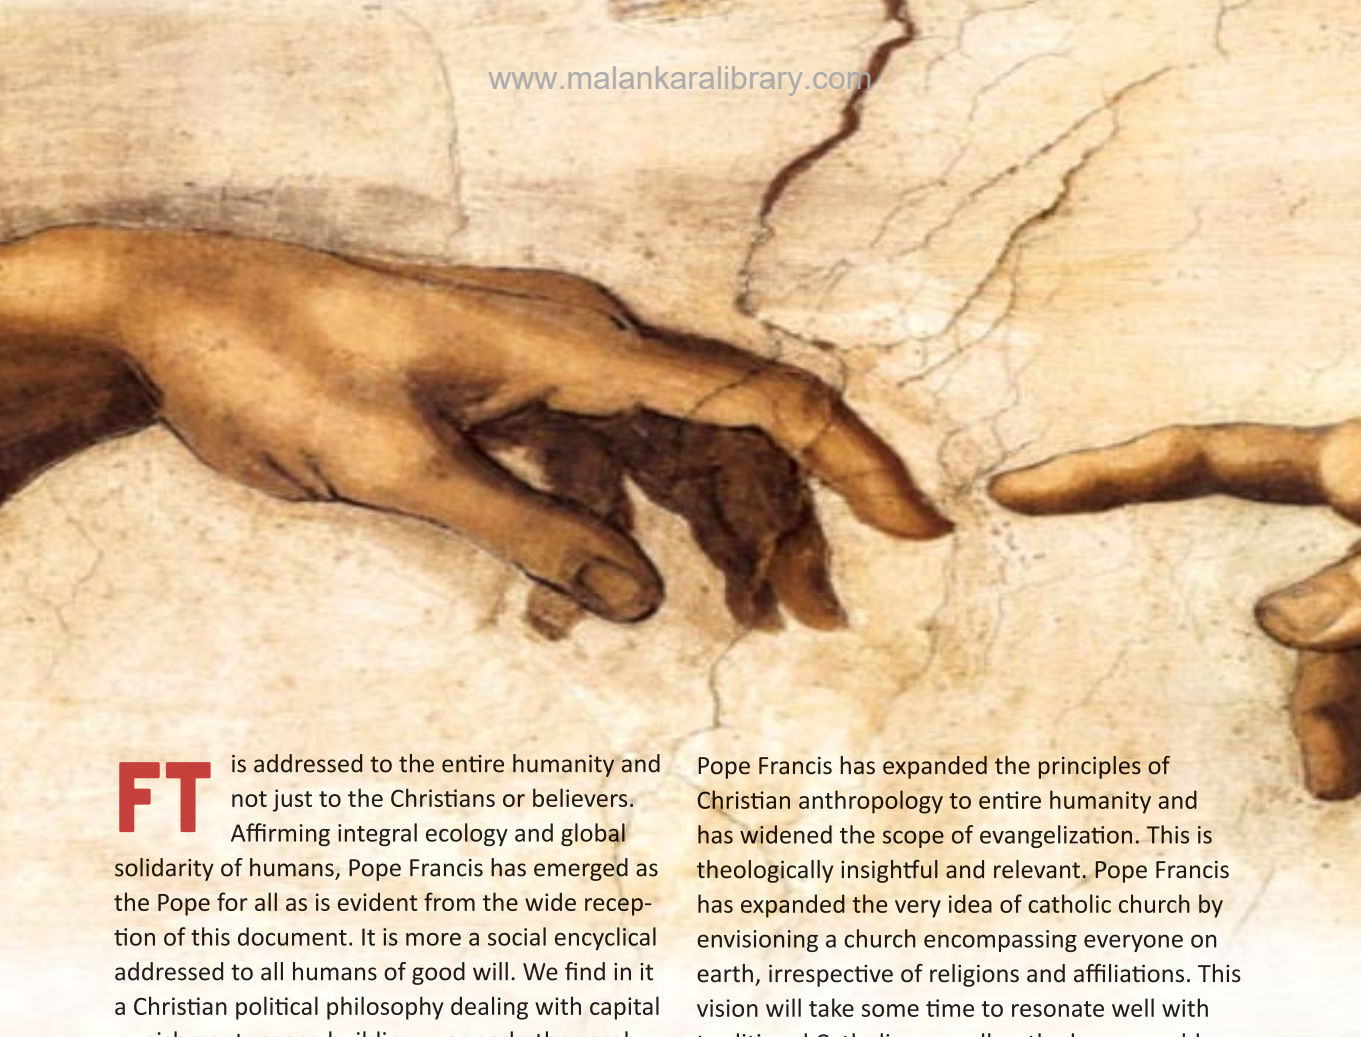 www.malankaralibrary.com
FT is addressed to the entire humanity and
not just to the Christians or believers.
Affirming integral ecology and global
solidarity of humans, Pope Francis has emerged as
the Pope for all as is evident from the wide recep-
tion of this document. It is more a social encyclical
addressed to all humans of good will. We find in it
a Christian political philosophy dealing with capital
Pope Francis has expanded the principles of
Christian anthropology to entire humanity and
has widened the scope of evangelization. This is
theologically insightful and relevant. Pope Francis
has expanded the very idea of catholic church by
envisioning a church encompassing everyone on
earth, irrespective of religions and affiliations. This
vision will take some time to resonate well with